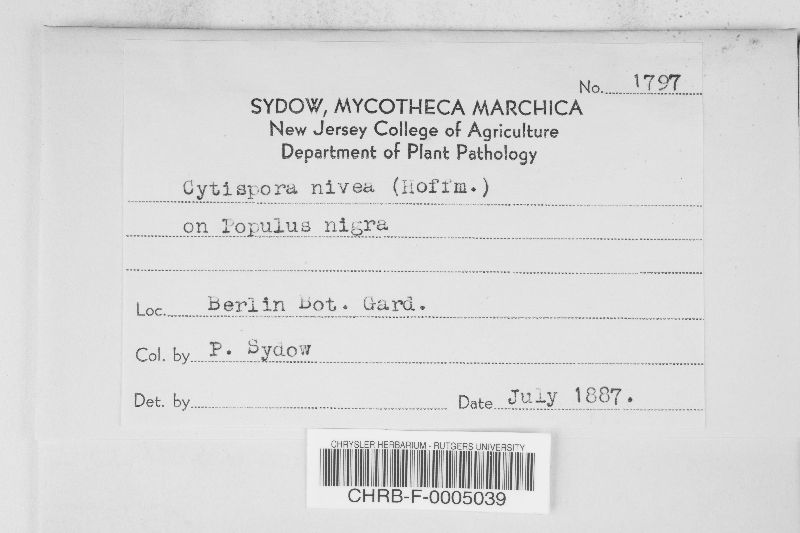 No. 1797
SYDOW, MYCOTHECA MARCHICA
New Jersey College of Agriculture
Department of Plant Pathology
Cytispora nivea (Hoffm.)
on Populus nigra
Loc. Berlin Bot. Gard.
Col. by P. Sydow
Det. by
Date July 1887.
CHRYSLER HERBARIUM - RUTGERS UNIVERSITY
CHRB-F-0005039